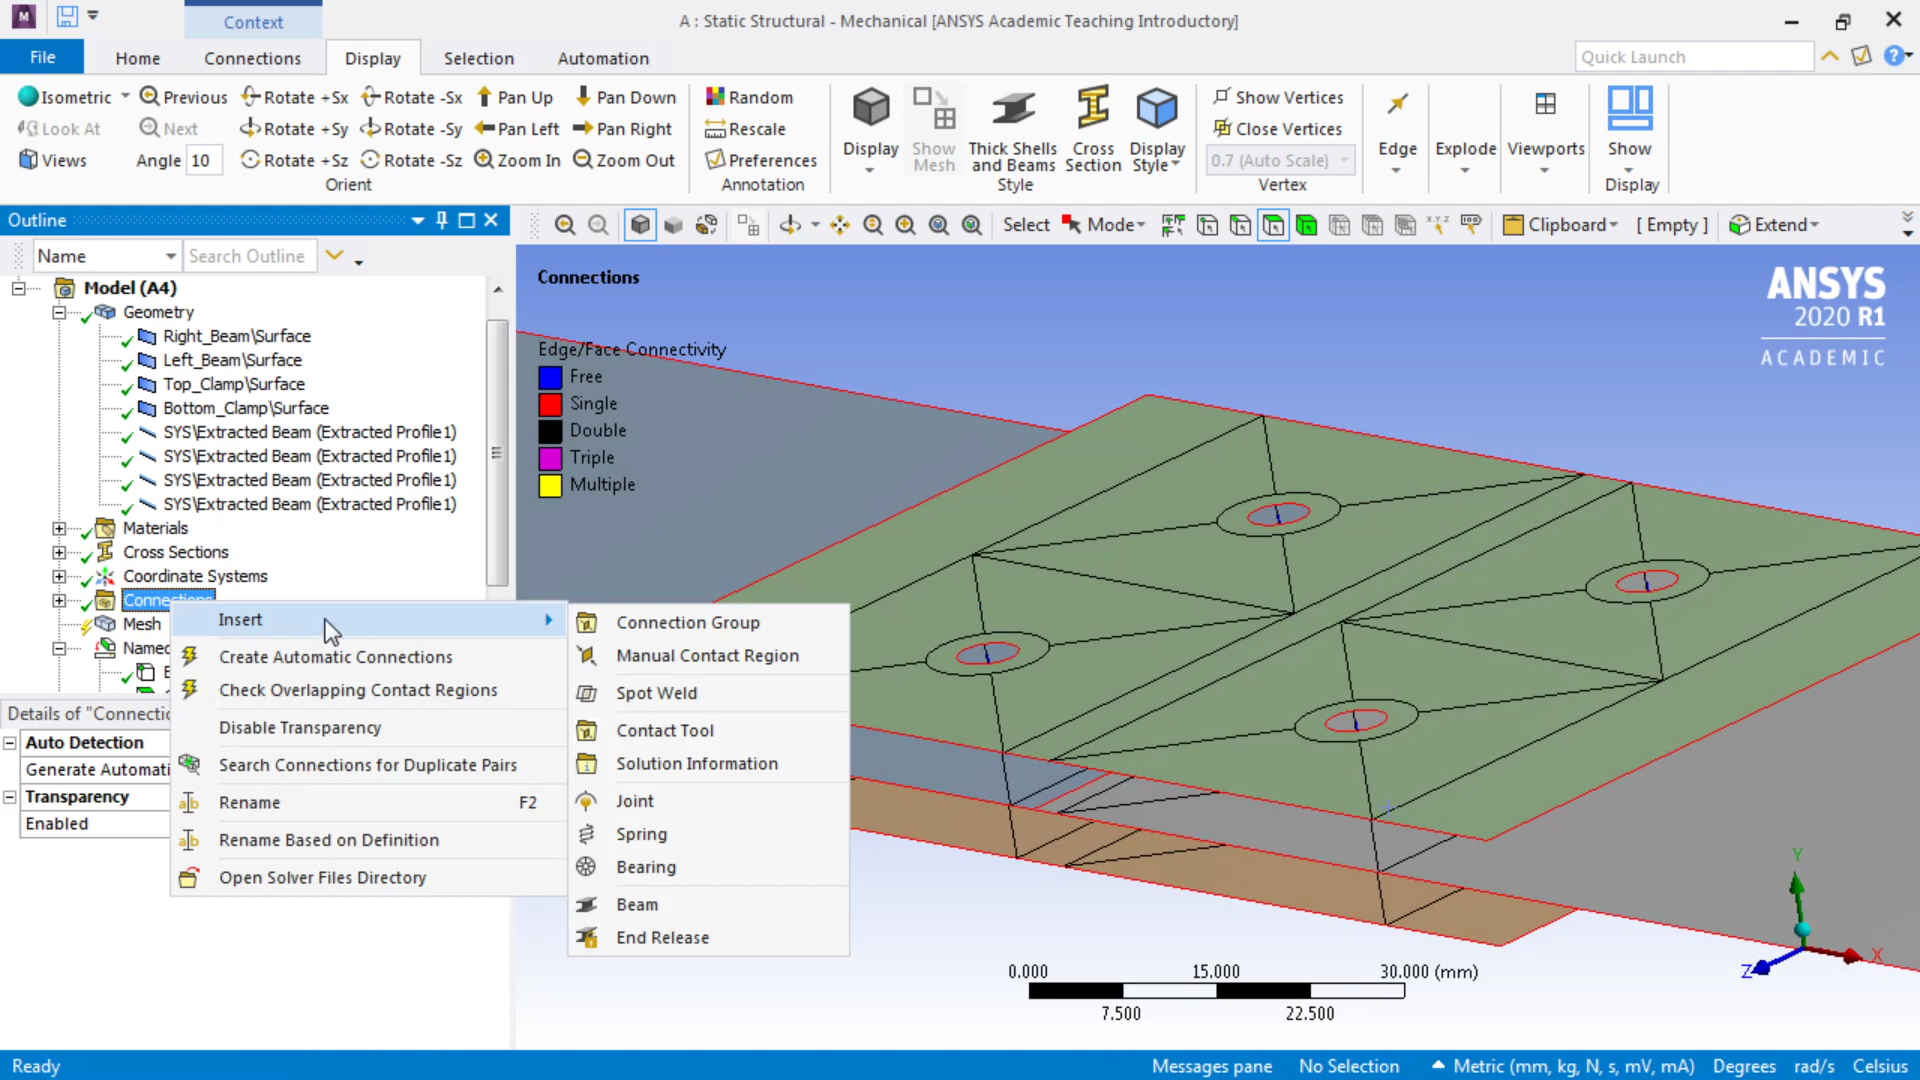 M
Context
A : Static Structural - Mechanical [ANSYS Academic Teaching Introductory]
File
Home
Connections
Display
Selection
Automation
Quick Launch
Isometric
Previous
Rotate +Sx
Rotate -Sx
Pan Up
Pan Down
Random
Show Vertices
Look At
Next
Rotate +Sy
Rotate -Sy
Pan Left
Pan Right
Rescale
Close Vertices
Views
Angle 10
Rotate +Sz
Rotate -Sz
Zoom In
Zoom Out
Preferences
0.7 (Auto Scale)
Display
Show Mesh
Thick Shells and Beams
Cross Section
Display Style
Edge
Explode
Viewports
Show
Orient
Annotation
Style
Vertex
Display
Outline
Select
Mode
Clipboard
[ Empty ]
Extend
Name
Search Outline
Model (A4)
Geometry
Right_Beam\Surface
Left_Beam\Surface
Top_Clamp\Surface
Bottom_Clamp\Surface
SYS\Extracted Beam (Extracted Profile1)
SYS\Extracted Beam (Extracted Profile1)
SYS\Extracted Beam (Extracted Profile1)
SYS\Extracted Beam (Extracted Profile1)
Materials
Cross Sections
Coordinate Systems
Connections
Mesh
Named
Details of "Connectic
Auto Detection
Generate Automati
Transparency
Enabled
Insert
Create Automatic Connections
Check Overlapping Contact Regions
Disable Transparency
Search Connections for Duplicate Pairs
Rename F2
Rename Based on Definition
Open Solver Files Directory
Connection Group
Manual Contact Region
Spot Weld
Contact Tool
Solution Information
Joint
Spring
Bearing
Beam
End Release
Connections
Edge/Face Connectivity
Free
Single
Double
Triple
Multiple
ANSYS
2020 R1
ACADEMIC
Y
X
Z
0.000 15.000 30.000 (mm)
7.500 22.500
Ready
Messages pane
No Selection
Metric (mm, kg, N, s, mV, mA)
Degrees
rad/s
Celsius